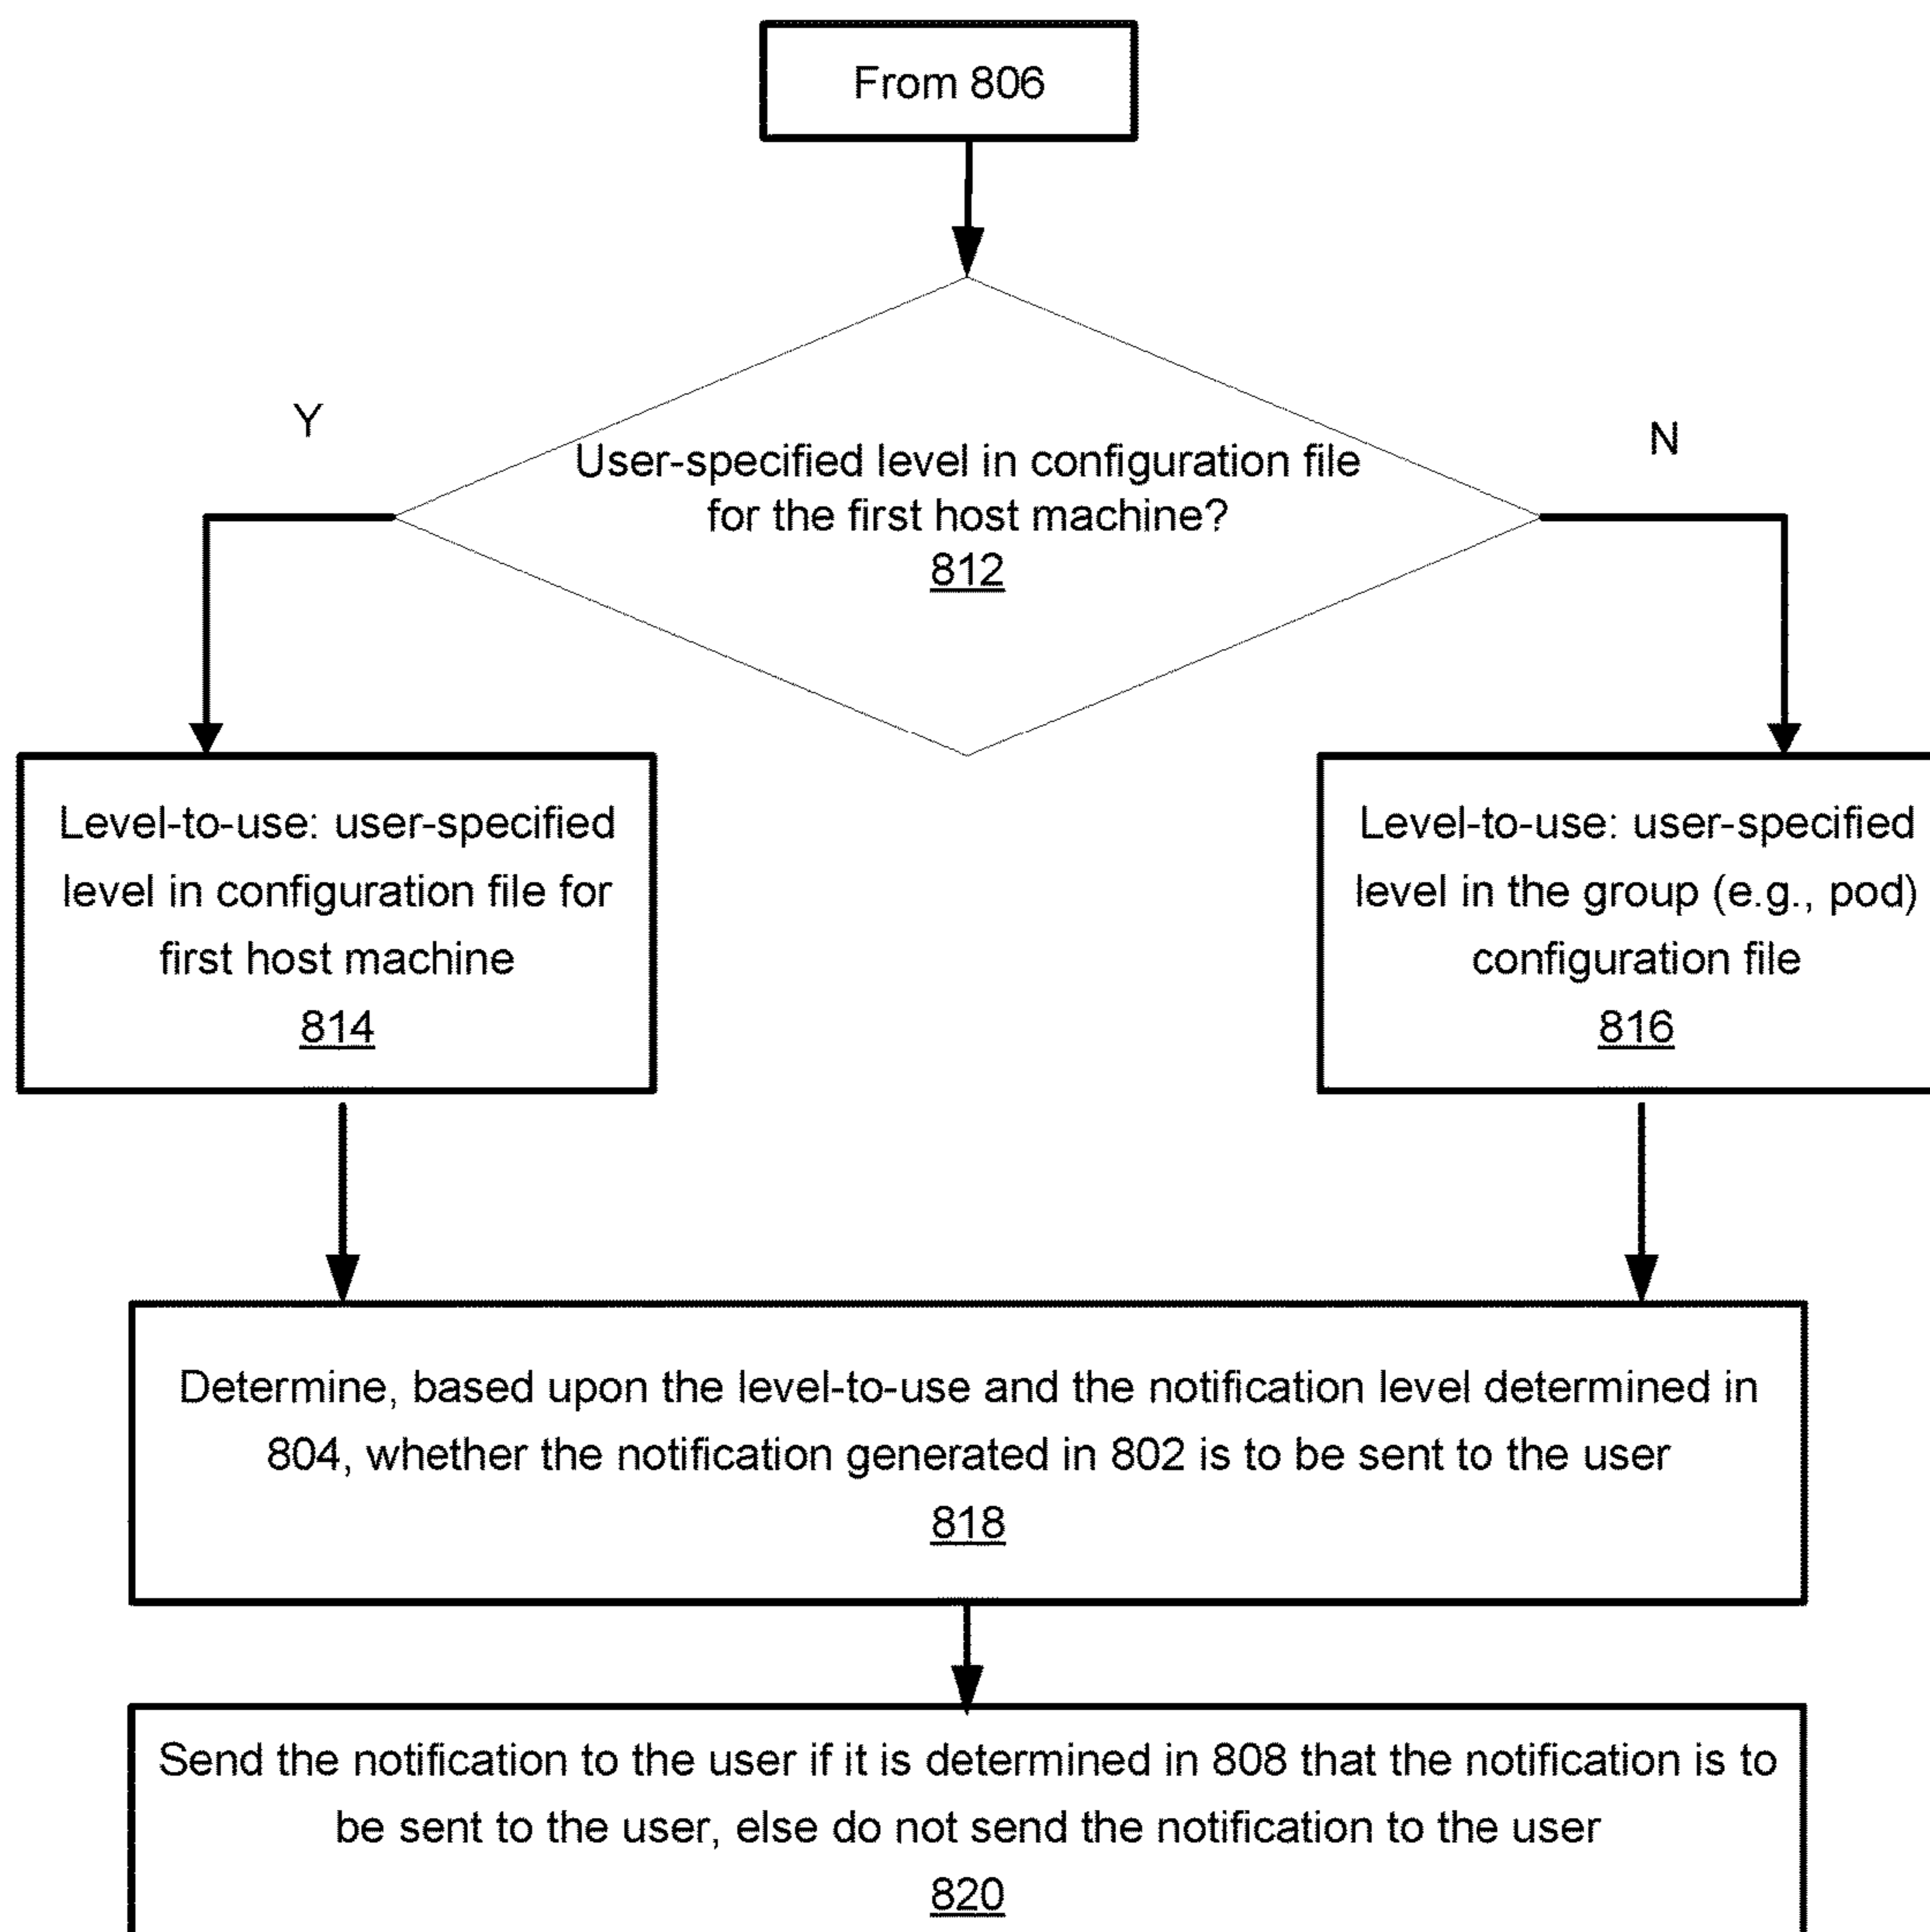 From 806
Y
N
User-specified level in configuration file
for the first host machine?
812
Level-to-use: user-specified
level in configuration file for
first host machine
814
Level-to-use: user-specified
level in the group (e.g., pod)
configuration file
816
Determine, based upon the level-to-use and the notification level determined in
804, whether the notification generated in 802 is to be sent to the user
818
Send the notification to the user if it is determined in 808 that the notification is to
be sent to the user, else do not send the notification to the user
820